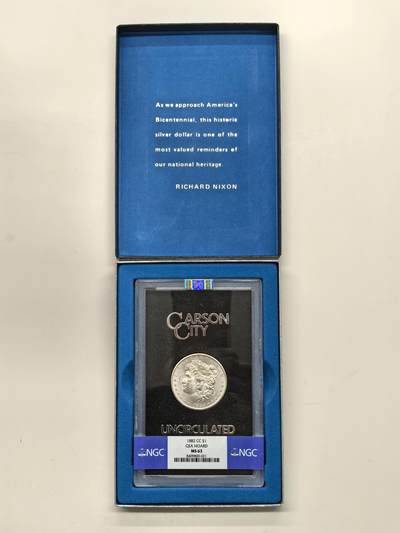 As we approach America's
Bicentennial, this historic
silver dollar is one of the
most valued reminders of
our national heritage.
RICHARD NIXON
CARSON
CITY
UNCIRCULATED
1882 CC $1
GSA HOARD
MS 63
NGC
NGC